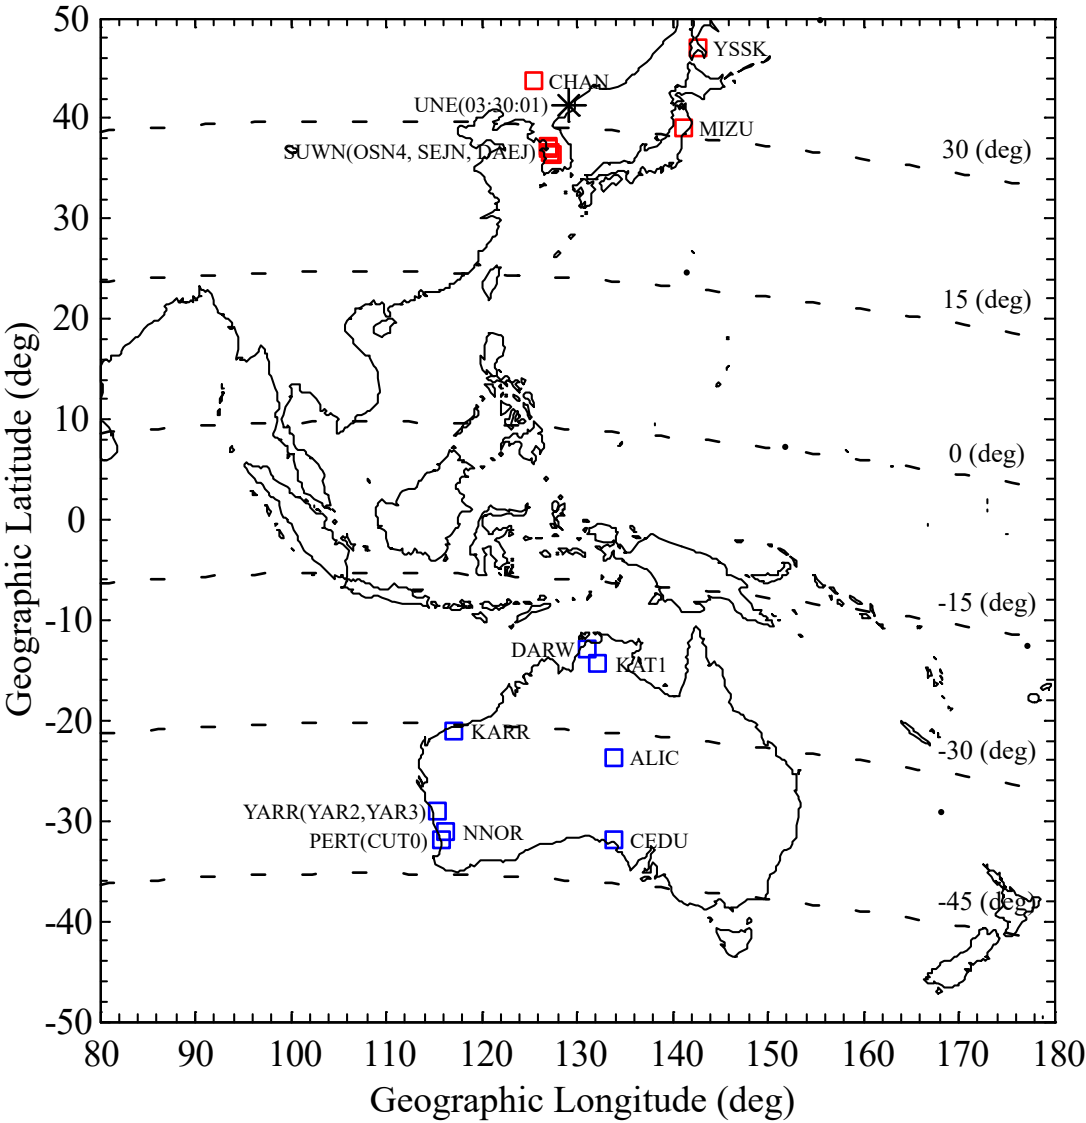 50
YSSK
CHAN
UNE(03:30:01)
40
MIZU
SUWN(OSN4, SEJN, DAEJ)
30 (deg)
30
15 (deg)
20
10
0 (deg)
0
-15 (deg)
-10
DARW
KAT1
-20
KARR
-30 (deg)
ALIC
YARR(YAR2,YAR3)
-30
NNOR
PERT(CUT0)
CEDU
-45 (deg)
-40
-50
80 90 100 110 120 130 140 150 160 170 180
Geographic Longitude (deg)
Geographic Latitude (deg)